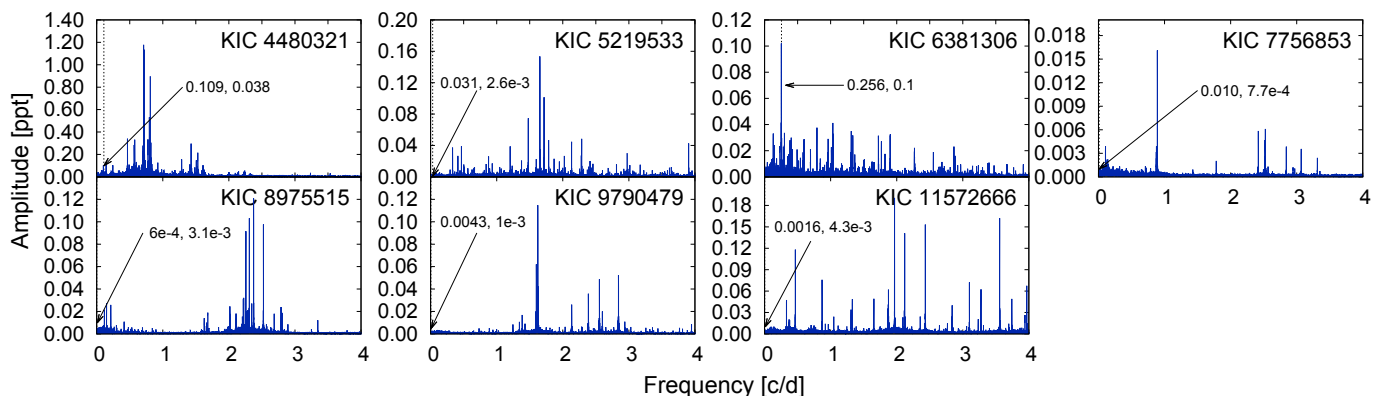 Amplitude [ppt]
1.40
1.20
1.00
0.80
0.60
0.40
0.20
0.00
KIC 4480321
0.109, 0.038
0.20
0.16
0.12
0.08
0.04
0.00
KIC 5219533
0.031, 2.6e-3
0.12
0.10
0.08
0.06
0.04
0.02
0.00
KIC 6381306
0.256, 0.1
0.018
0.015
0.012
0.009
0.006
0.003
0.000
KIC 7756853
0.010, 7.7e-4
0 1 2 3 4
0.12
0.10
0.08
0.06
0.04
0.02
0.00
KIC 8975515
6e-4, 3.1e-3
0 1 2 3 4
0.12
0.10
0.08
0.06
0.04
0.02
0.00
KIC 9790479
0.0043, 1e-3
0 1 2 3 4
0.18
0.15
0.12
0.09
0.06
0.03
0.00
KIC 11572666
0.0016, 4.3e-3
0 1 2 3 4
Frequency [c/d]